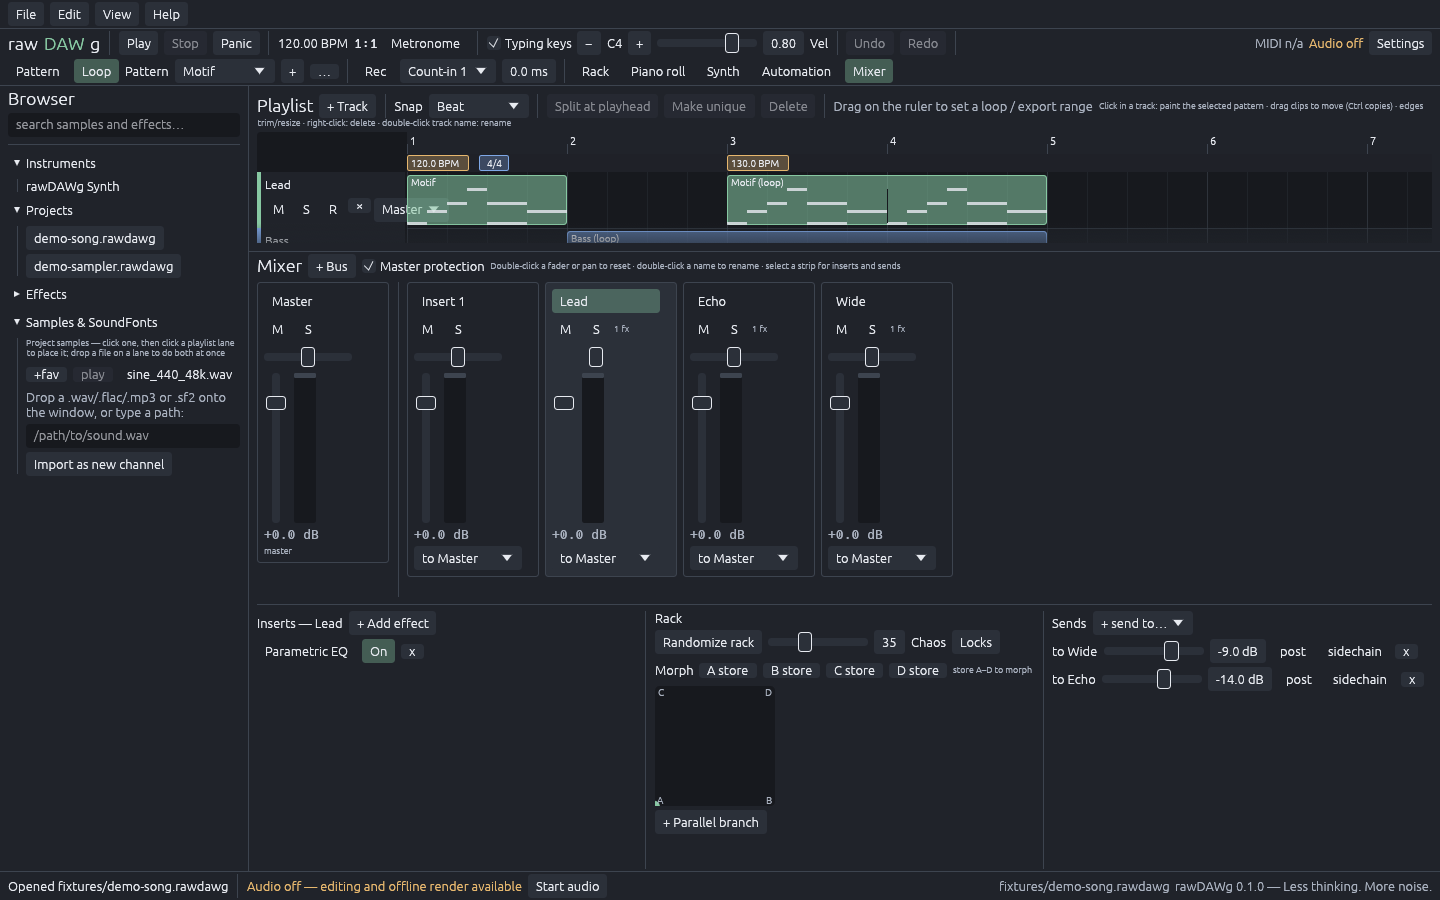 File Edit View Help
raw DAW g Play Stop Panic 120.00 BPM 1:1 Metronome Typing keys − C4 + 0.80 Vel Undo Redo MIDI n/a Audio off Settings
Pattern Loop Pattern Motif + ... Rec Count-in 1 0.0 ms Rack Piano roll Synth Automation Mixer
Browser
search samples and effects...
Instruments
rawDAWg Synth
Projects
demo-song.rawdawg
demo-sampler.rawdawg
Effects
Samples & SoundFonts
Project samples — click one, then click a playlist lane
to place it; drop a file on a lane to do both at once
+fav play sine_440_48k.wav
Drop a .wav/.flac/.mp3 or .sf2 onto
the window, or type a path:
/path/to/sound.wav
Import as new channel
Playlist + Track Snap Beat Split at playhead Make unique Delete Drag on the ruler to set a loop / export range Click in a track: paint the selected pattern · drag clips to move (Ctrl copies) · edges
trim/resize · right-click: delete · double-click track name: rename
1 2 3 4 5 6 7
120.0 BPM 4/4 130.0 BPM
Lead Motif Motif (loop)
M S R × Master
Bass Bass (loop)
Mixer + Bus Master protection Double-click a fader or pan to reset · double-click a name to rename · select a strip for inserts and sends
Master Insert 1 Lead Echo Wide
M S M S M S 1 fx M S 1 fx M S 1 fx
+0.0 dB +0.0 dB +0.0 dB +0.0 dB +0.0 dB
master to Master to Master to Master to Master
Inserts — Lead + Add effect
Parametric EQ On x
Rack
Randomize rack 35 Chaos Locks
Morph A store B store C store D store store A–D to morph
C D
A B
+ Parallel branch
Sends + send to...
to Wide -9.0 dB post sidechain x
to Echo -14.0 dB post sidechain x
Opened fixtures/demo-song.rawdawg Audio off — editing and offline render available Start audio fixtures/demo-song.rawdawg rawDAWg 0.1.0 — Less thinking. More noise.